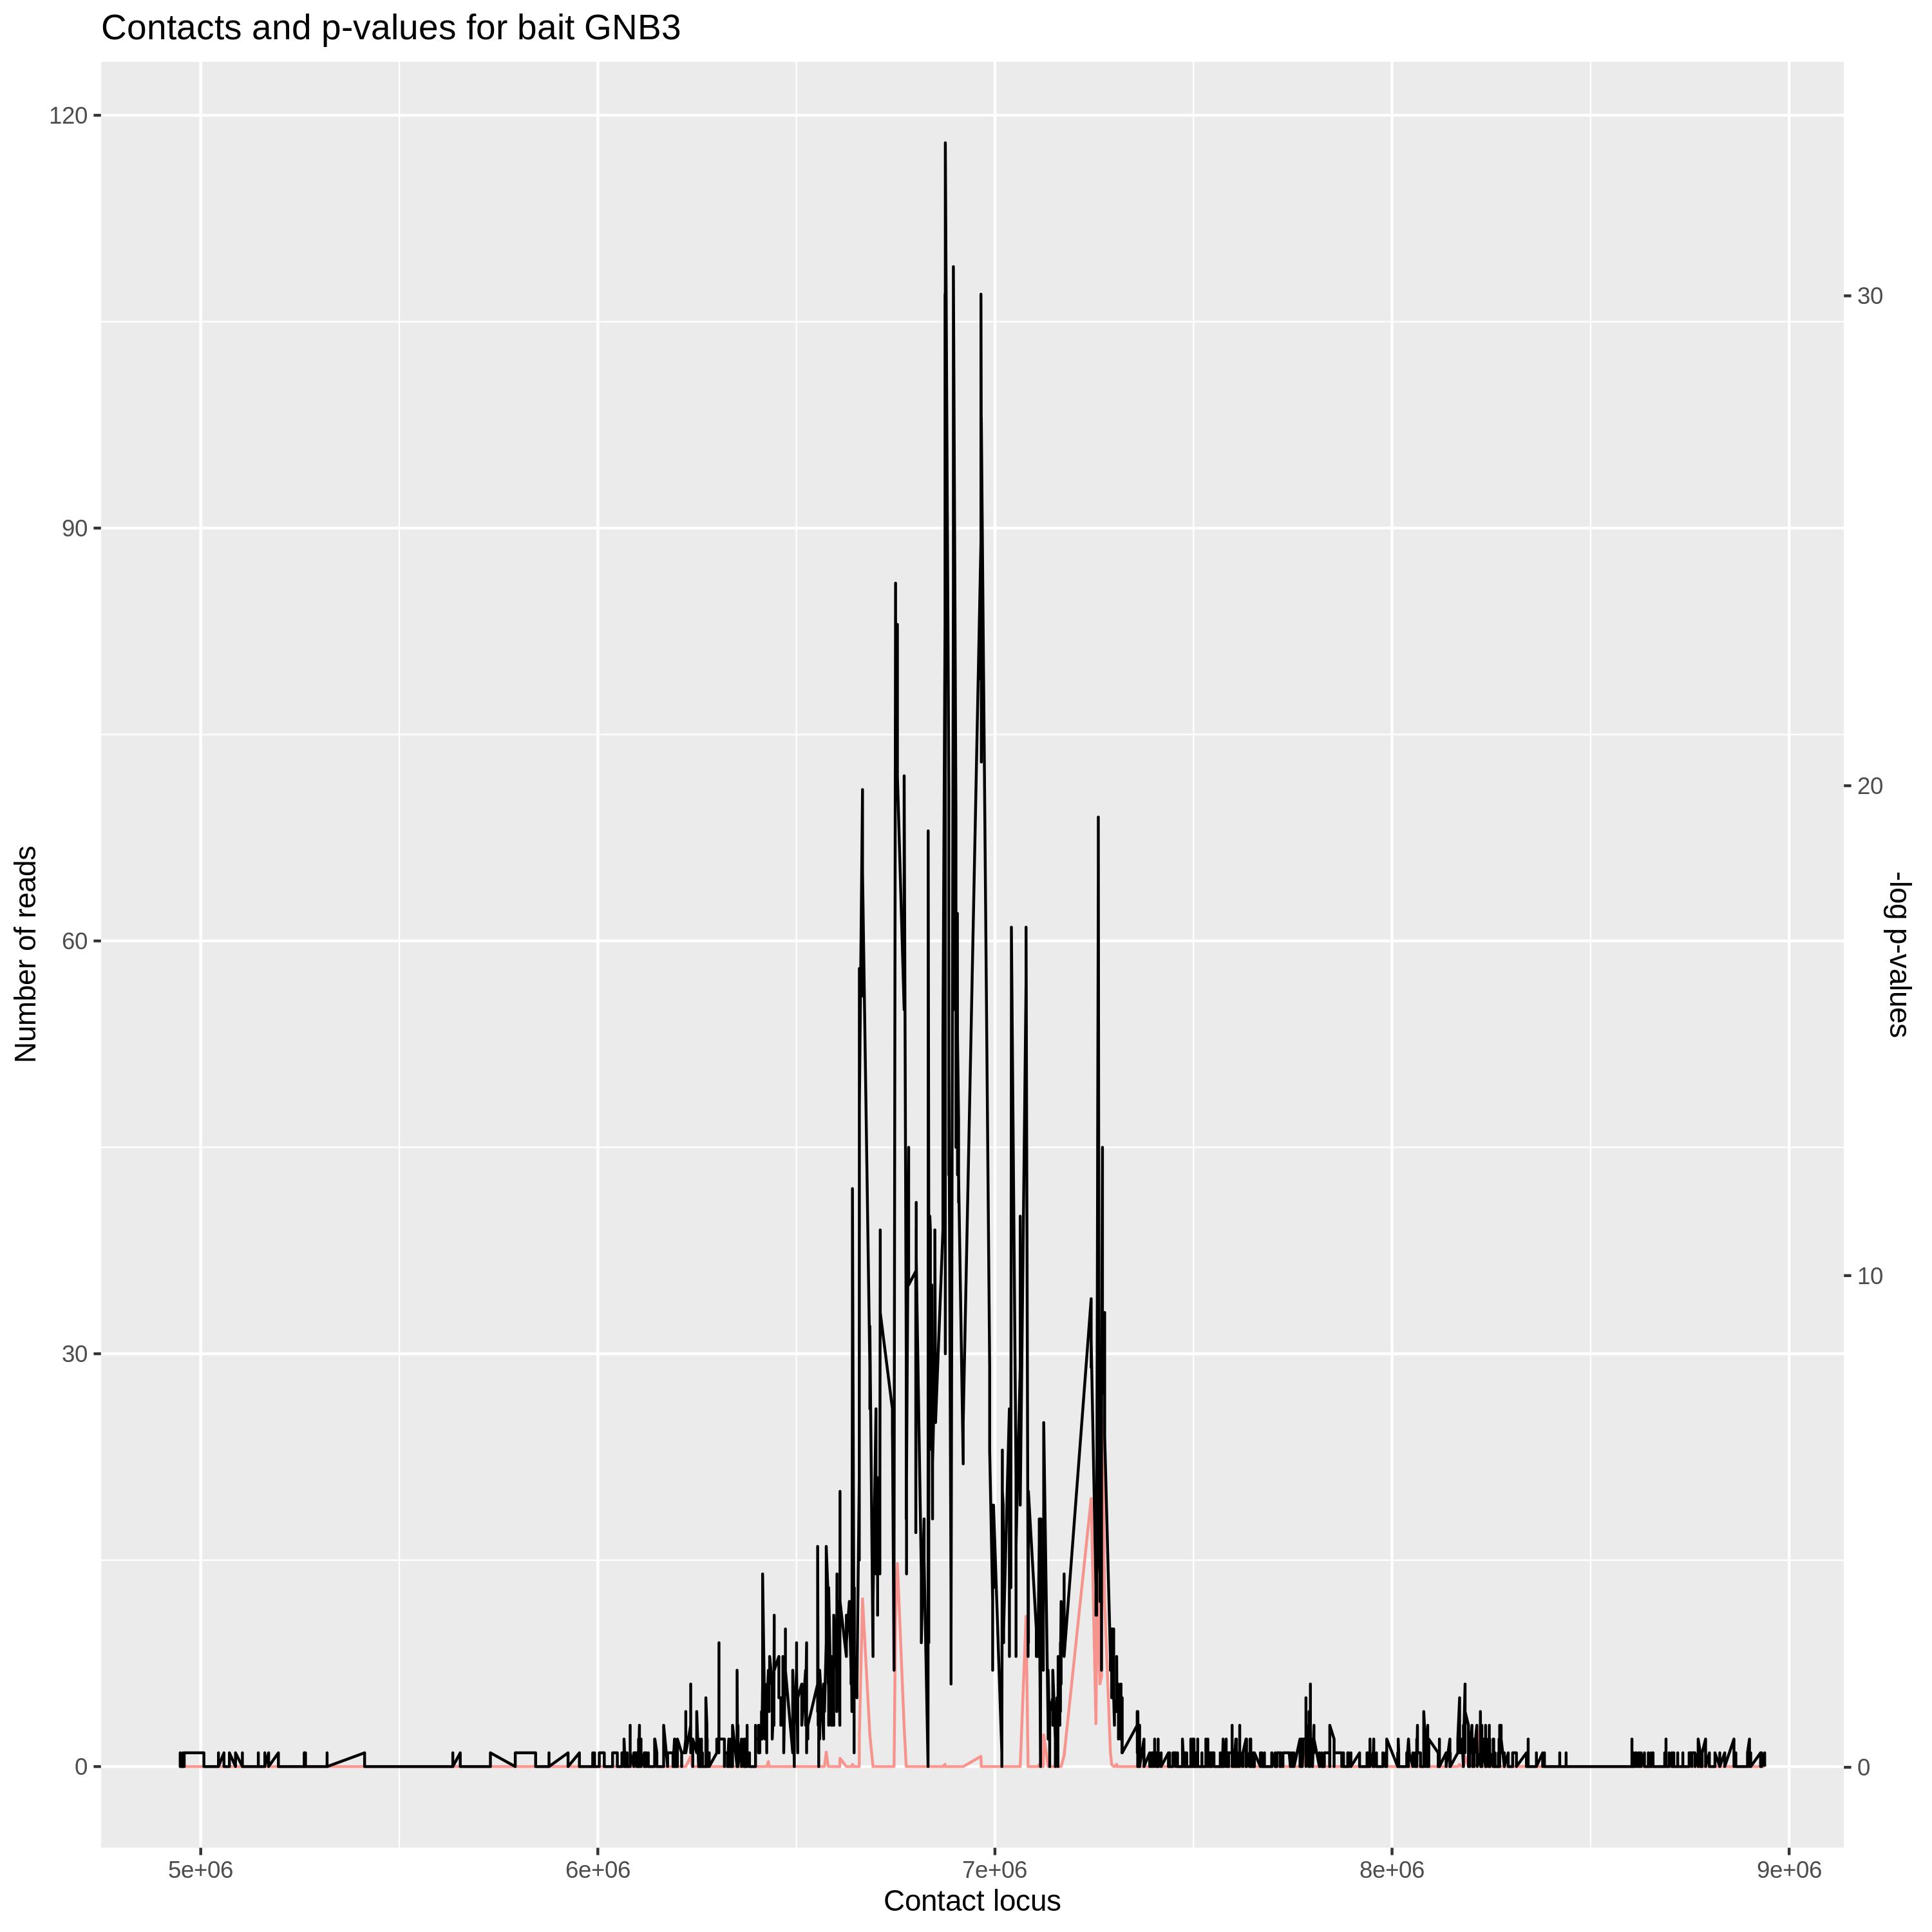 Contacts and p-values for bait GNB3
120
90
60
30
0
Number of reads
30
20
10
0
-log p-values
5e+06
6e+06
7e+06
8e+06
9e+06
Contact locus